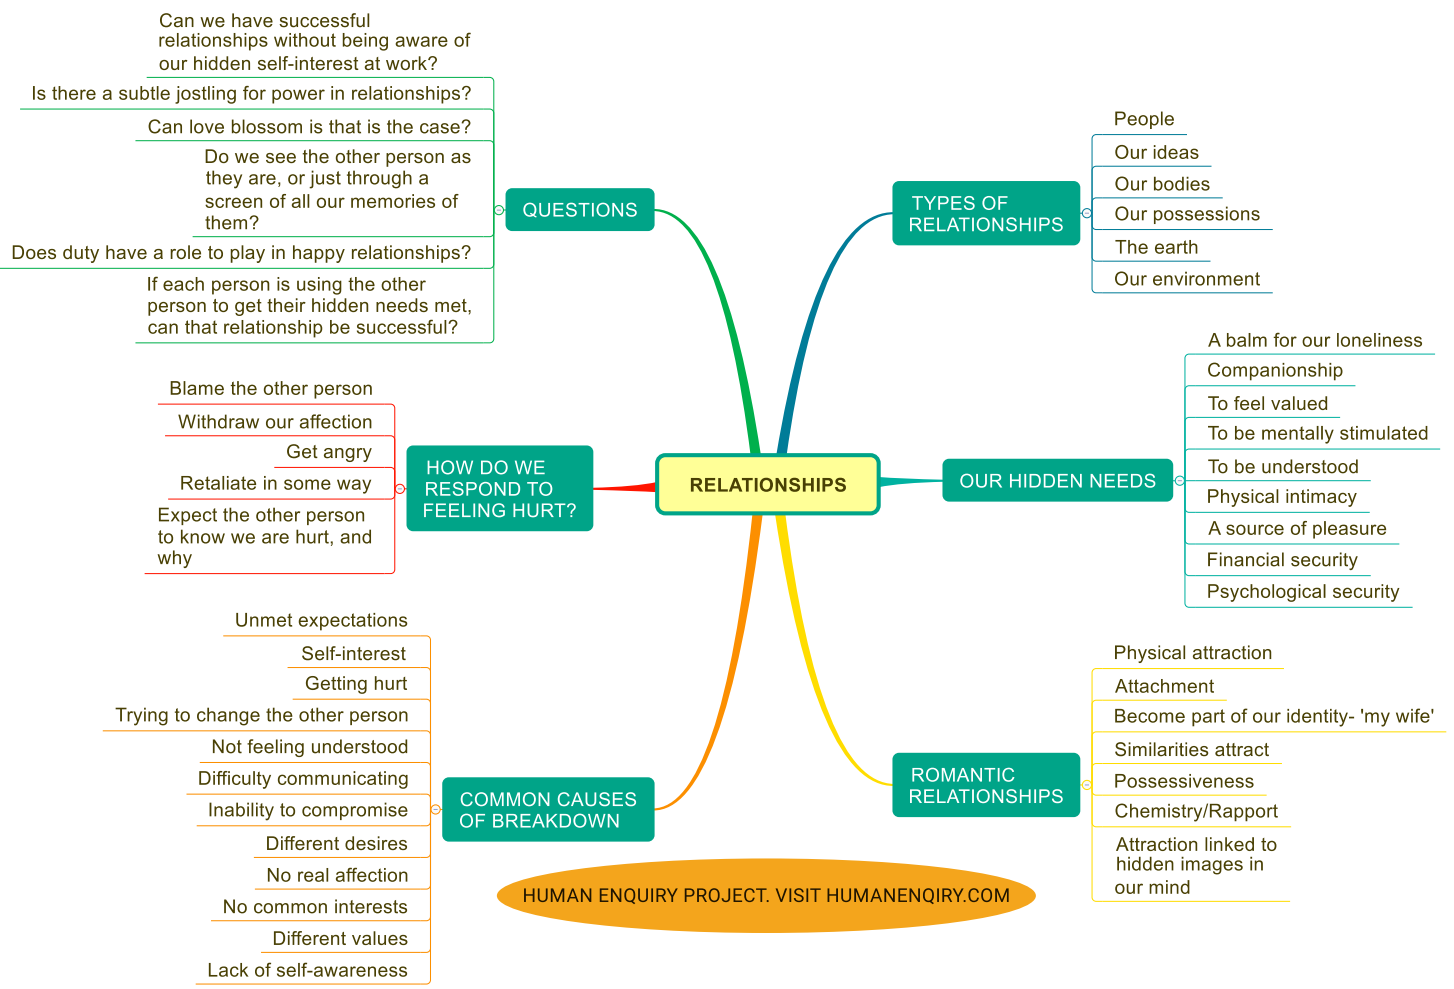 Can we have successful
relationships without being aware of
our hidden self-interest at work?
Is there a subtle jostling for power in relationships?
Can love blossom is that is the case?
Do we see the other person as
they are, or just through a
screen of all our memories of
them?
Does duty have a role to play in happy relationships?
If each person is using the other
person to get their hidden needs met,
can that relationship be successful?
QUESTIONS
Blame the other person
Withdraw our affection
Get angry
Retaliate in some way
Expect the other person
to know we are hurt, and
why
HOW DO WE
RESPOND TO
FEELING HURT?
Unmet expectations
Self-interest
Getting hurt
Trying to change the other person
Not feeling understood
Difficulty communicating
Inability to compromise
Different desires
No real affection
No common interests
Different values
Lack of self-awareness
COMMON CAUSES
OF BREAKDOWN
RELATIONSHIPS
TYPES OF
RELATIONSHIPS
People
Our ideas
Our bodies
Our possessions
The earth
Our environment
OUR HIDDEN NEEDS
A balm for our loneliness
Companionship
To feel valued
To be mentally stimulated
To be understood
Physical intimacy
A source of pleasure
Financial security
Psychological security
ROMANTIC
RELATIONSHIPS
Physical attraction
Attachment
Become part of our identity- 'my wife'
Similarities attract
Possessiveness
Chemistry/Rapport
Attraction linked to
hidden images in
our mind
HUMAN ENQUIRY PROJECT. VISIT HUMANENQIRY.COM